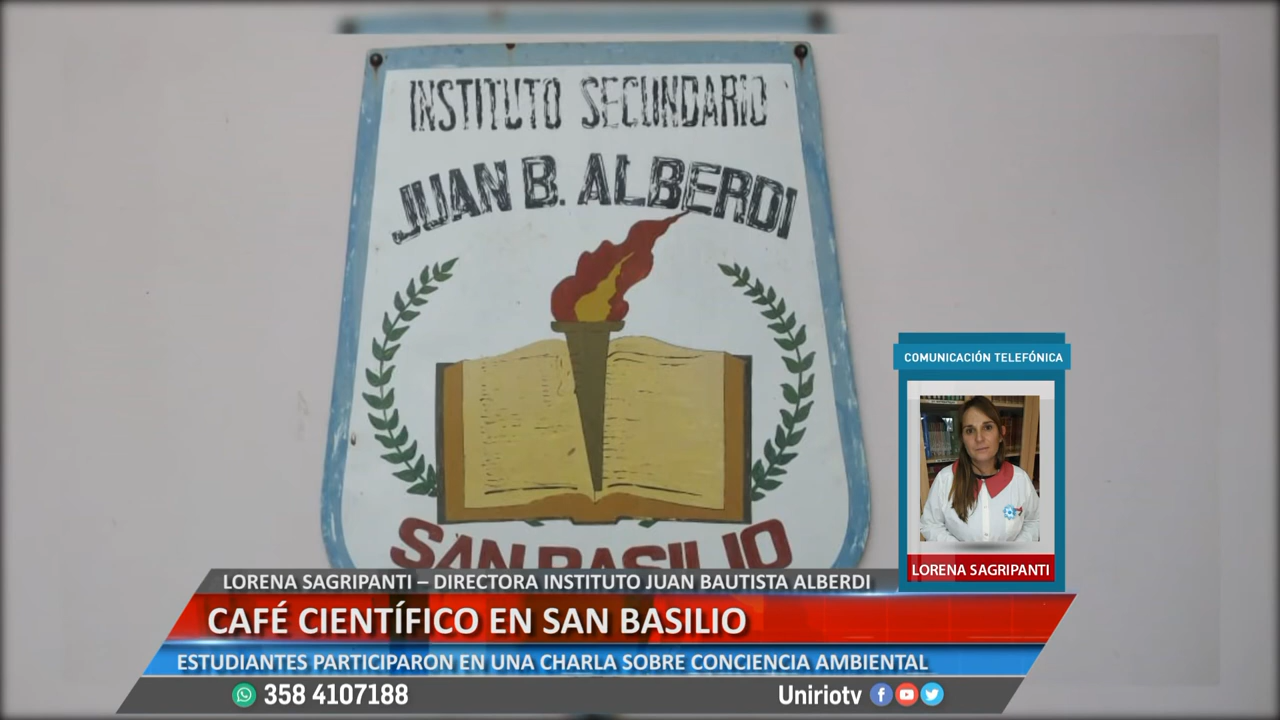 INSTITUTO SECUNDARIO
JUAN B. ALBERDI
SAN BASILIO
COMUNICACIÓN TELEFÓNICA
LORENA SAGRIPANTI
LORENA SAGRIPANTI – DIRECTORA INSTITUTO JUAN BAUTISTA ALBERDI
CAFÉ CIENTÍFICO EN SAN BASILIO
ESTUDIANTES PARTICIPARON EN UNA CHARLA SOBRE CONCIENCIA AMBIENTAL
358 4107188
Uniriotv